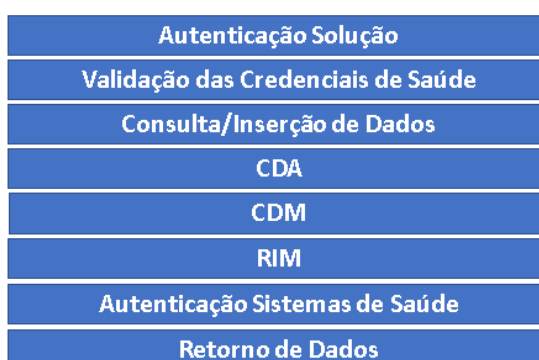 Autenticação Solução
Validação das Credenciais de Saúde
Consulta/Inserção de Dados
CDA
CDM
RIM
Autenticação Sistemas de Saúde
Retorno de Dados